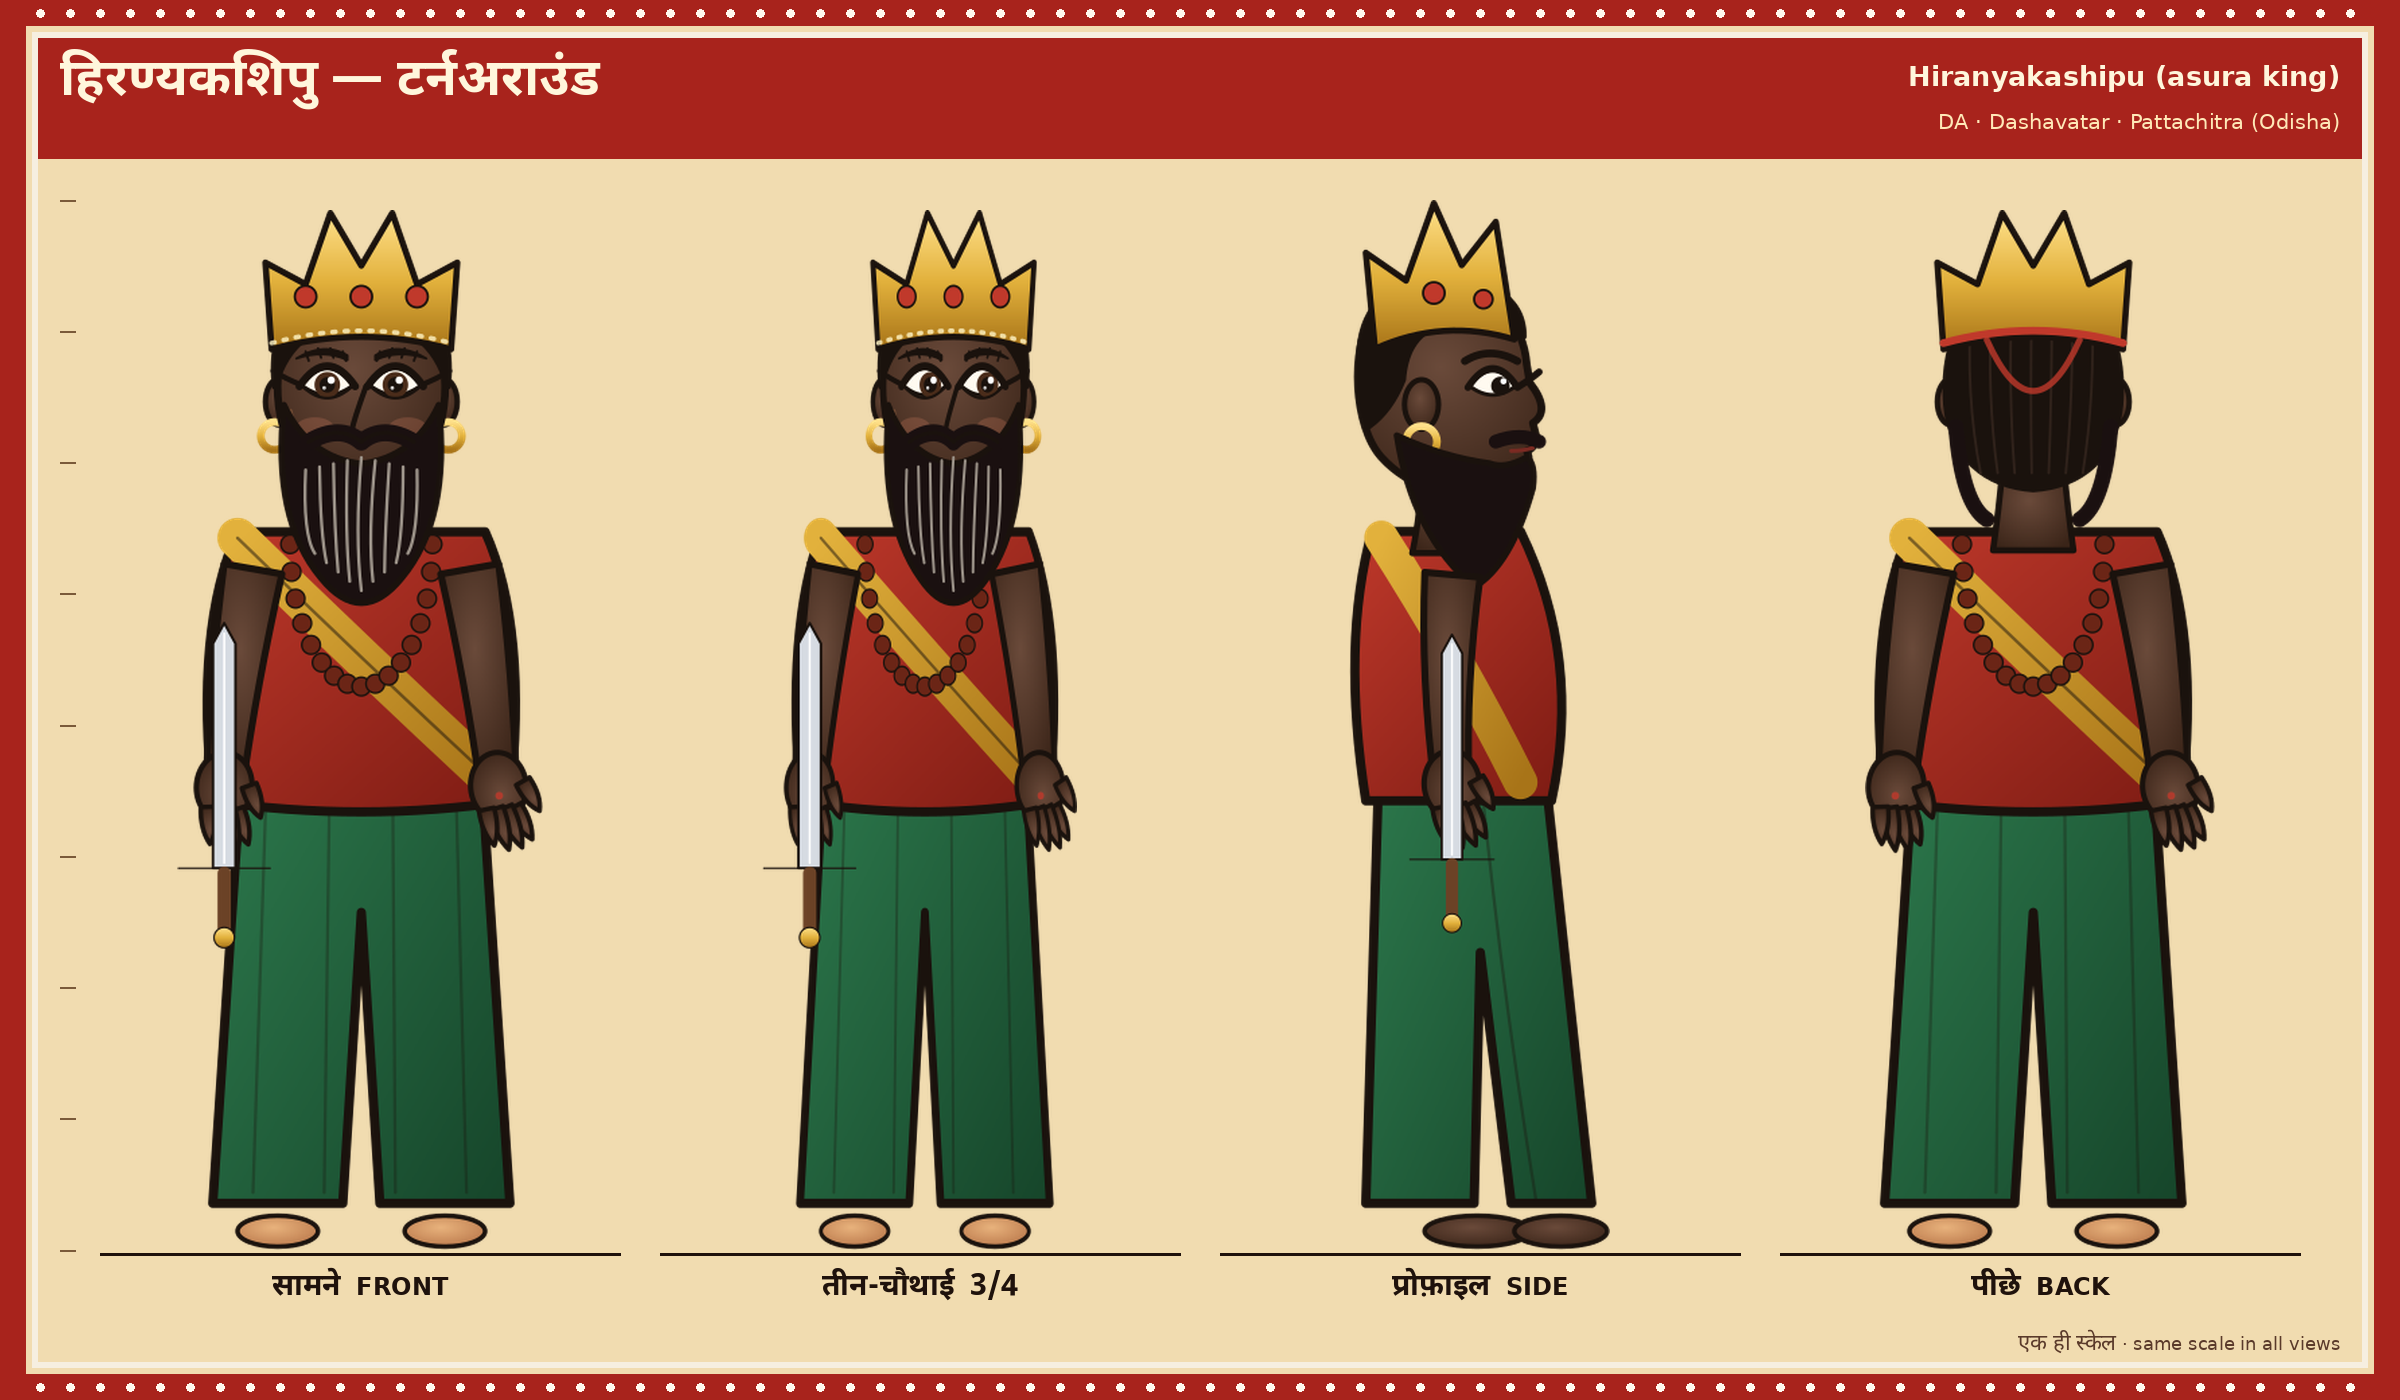 हिरण्यकशिपु — टर्नअराउंड
Hiranyakashipu (asura king)
DA · Dashavatar · Pattachitra (Odisha)
सामने FRONT
तीन-चौथाई 3/4
प्रोफ़ाइल SIDE
पीछे BACK
एक ही स्केल · same scale in all views